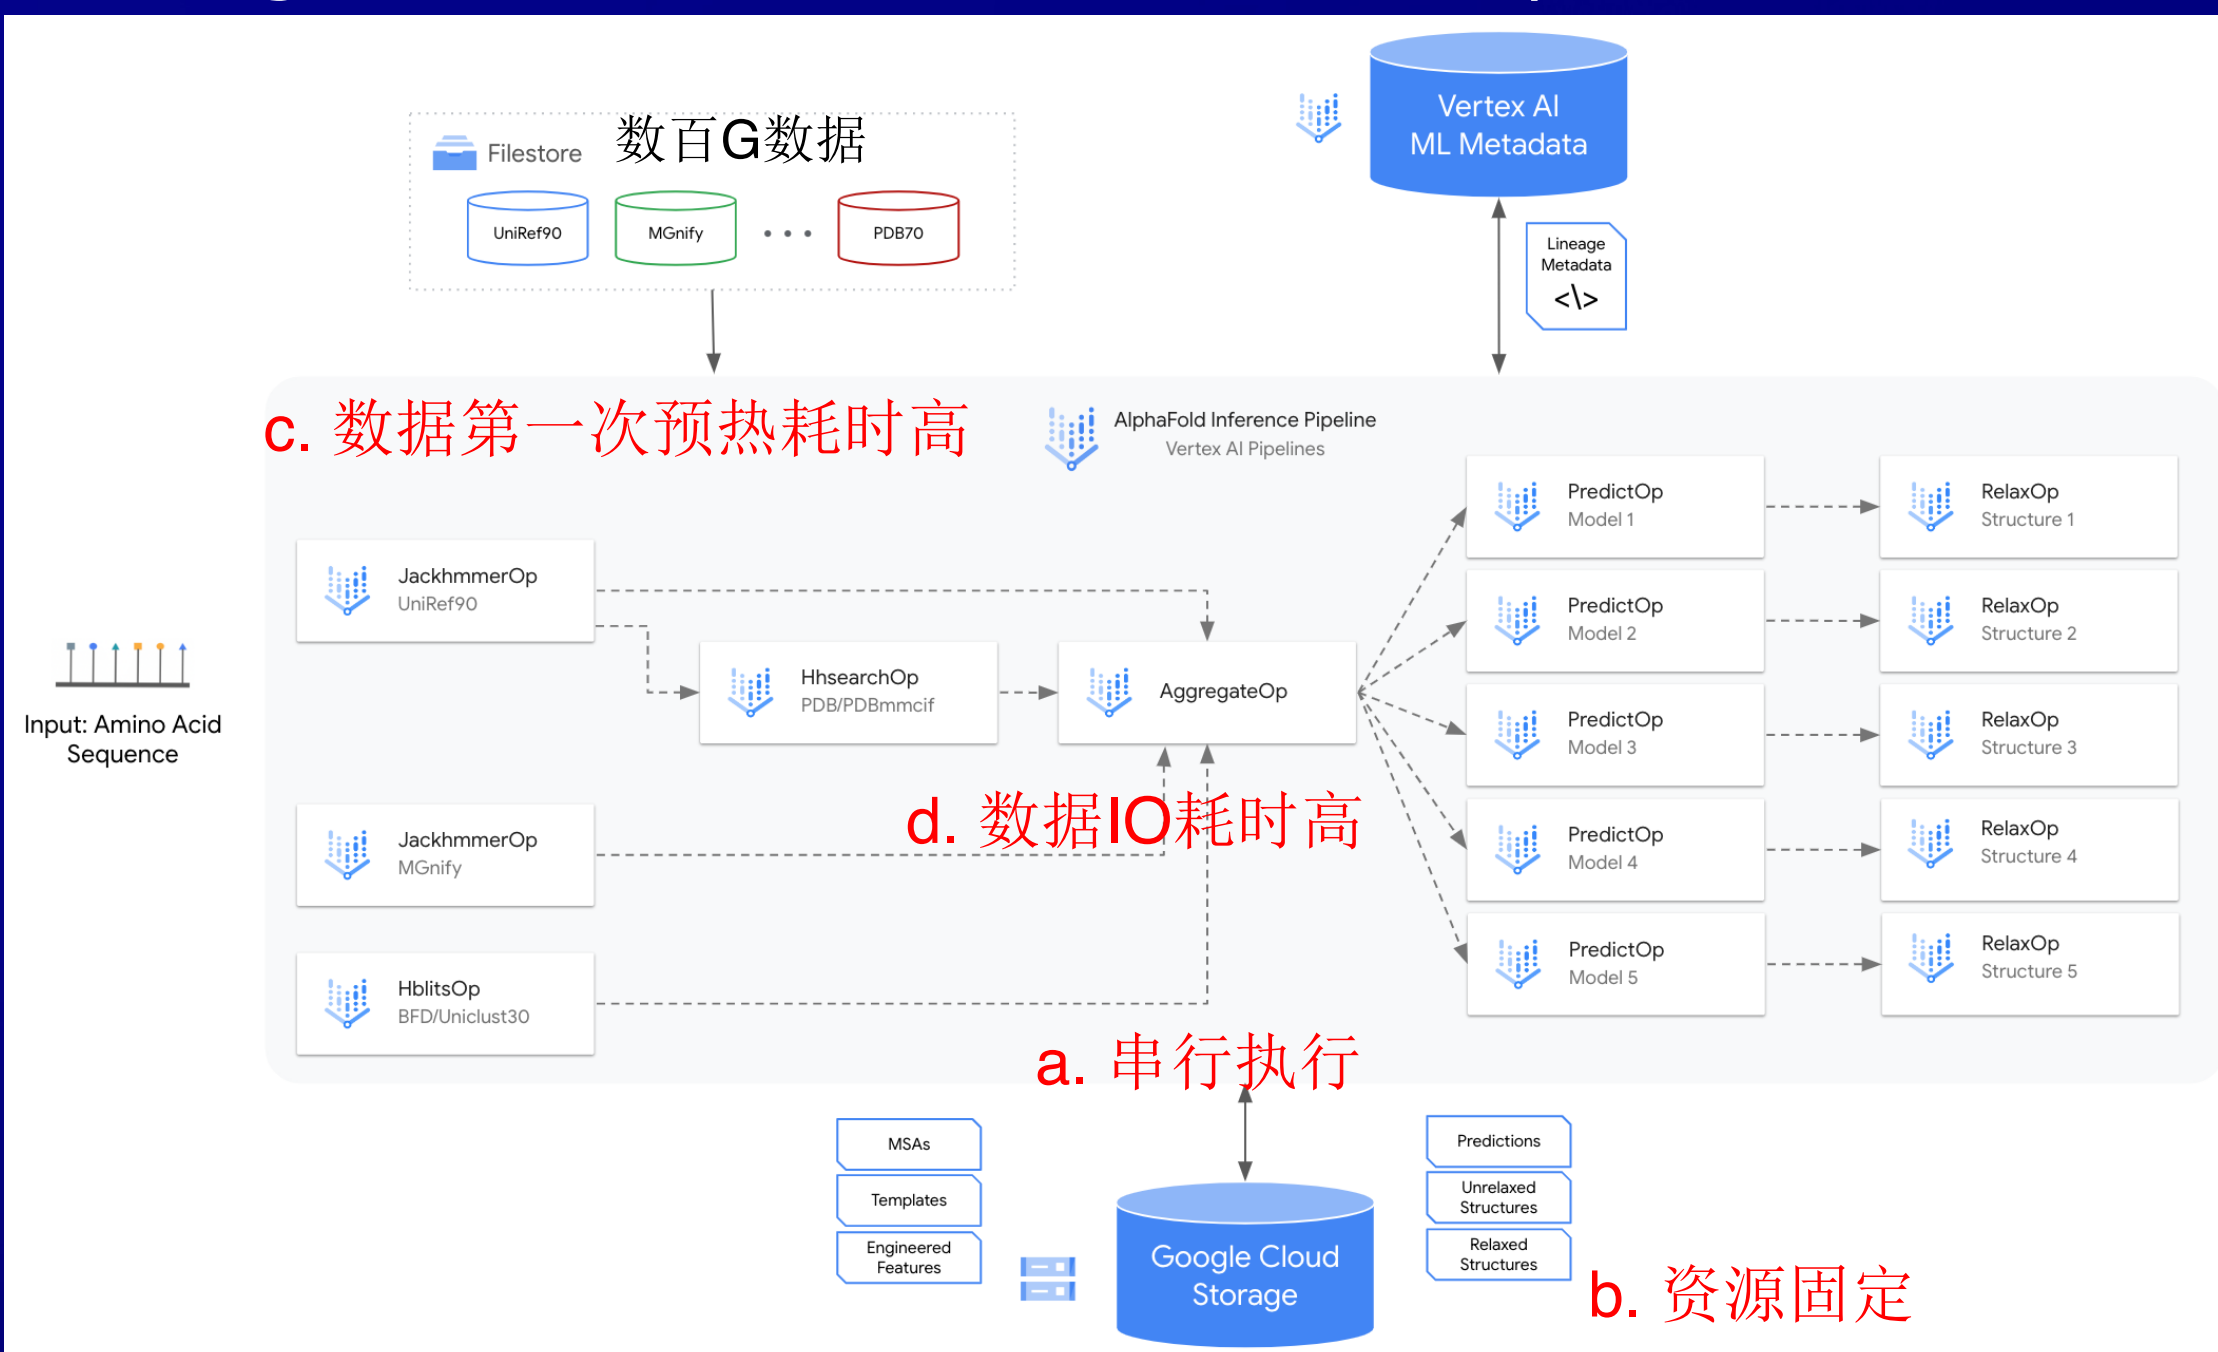 Filestore
数百G数据
UniRef90
MGnify
PDB70
Vertex AI
ML Metadata
Lineage
Metadata
<\>
c. 数据第一次预热耗时高
AlphaFold Inference Pipeline
Vertex AI Pipelines
Input: Amino Acid
Sequence
JackhmmerOp
UniRef90
JackhmmerOp
MGnify
HblitsOp
BFD/Uniclust30
HhsearchOp
PDB/PDBmmcif
AggregateOp
d. 数据IO耗时高
PredictOp
Model 1
RelaxOp
Structure 1
PredictOp
Model 2
RelaxOp
Structure 2
PredictOp
Model 3
RelaxOp
Structure 3
PredictOp
Model 4
RelaxOp
Structure 4
PredictOp
Model 5
RelaxOp
Structure 5
a. 串行执行
MSAs
Templates
Engineered
Features
Google Cloud
Storage
Predictions
Unrelaxed
Structures
Relaxed
Structures
b. 资源固定